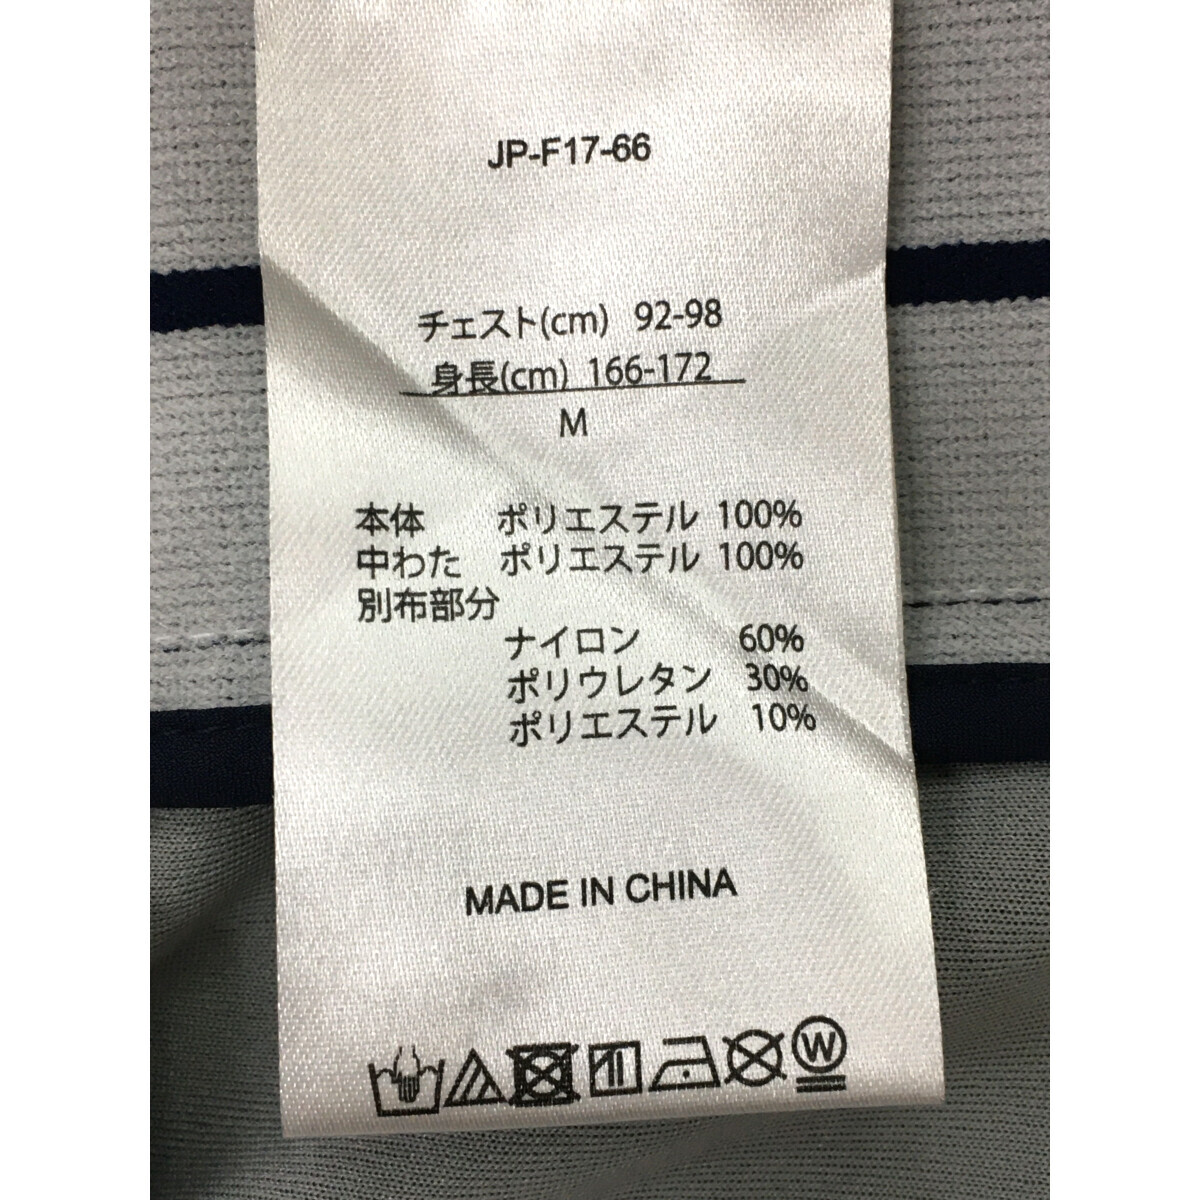 JP-F17-66
チェスト(cm) 92-98
身長(cm) 166-172
M
本体 ポリエステル 100%
中わた ポリエステル 100%
別布部分
ナイロン 60%
ポリウレタン 30%
ポリエステル 10%
MADE IN CHINA
W